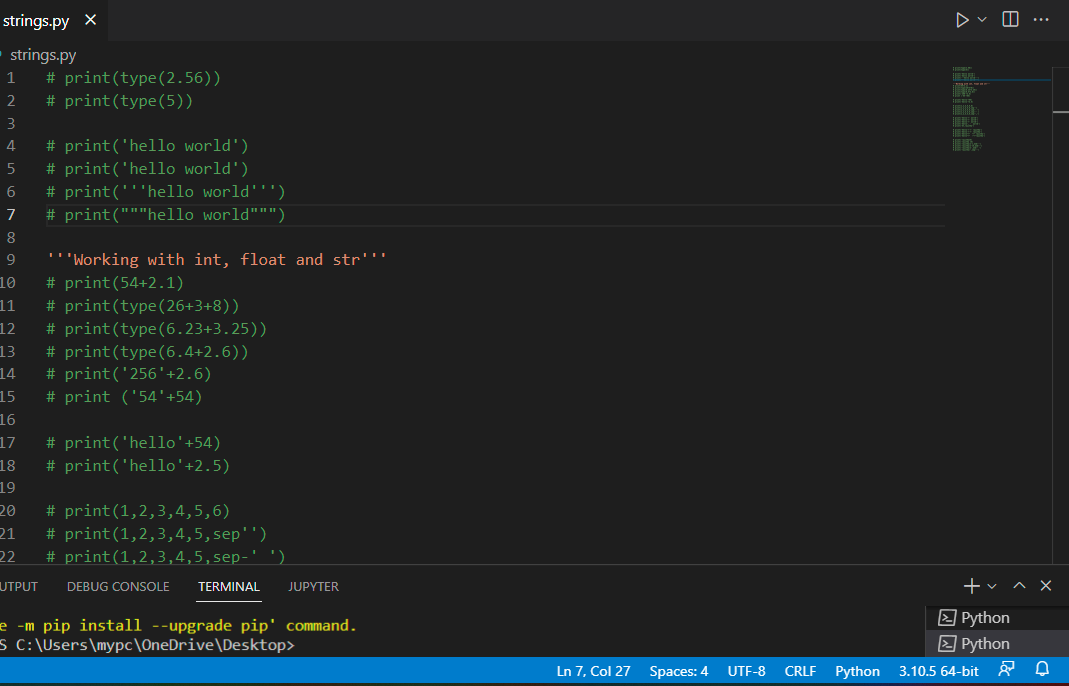 strings.py
strings.py
1 # print(type(2.56))
2 # print(type(5))
3
4 # print('hello world')
5 # print('hello world')
6 # print('''hello world''')
7 # print("""hello world""")
8
9 '''Working with int, float and str'''
10 # print(54+2.1)
11 # print(type(26+3+8))
12 # print(type(6.23+3.25))
13 # print(type(6.4+2.6))
14 # print('256'+2.6)
15 # print ('54'+54)
16
17 # print('hello'+54)
18 # print('hello'+2.5)
19
20 # print(1,2,3,4,5,6)
21 # print(1,2,3,4,5,sep'')
22 # print(1,2,3,4,5,sep-' ')
UTPUT DEBUG CONSOLE TERMINAL JUPYTER
e -m pip install --upgrade pip' command.
S C:\Users\mypc\OneDrive\Desktop>
Python
Python
Ln 7, Col 27 Spaces: 4 UTF-8 CRLF Python 3.10.5 64-bit